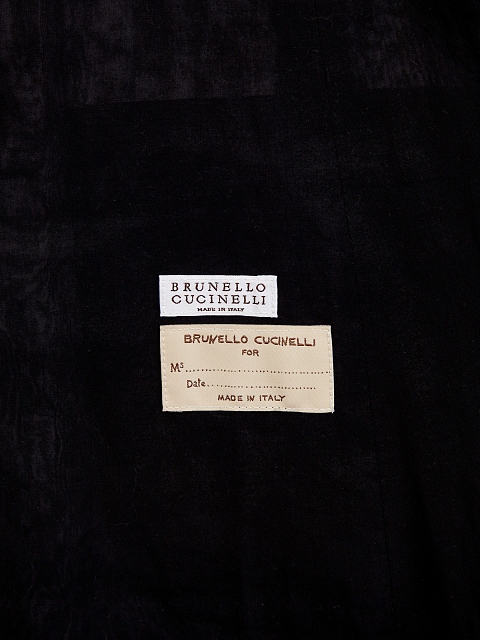 BRUNELLO
CUCINELLI
MADE IN ITALY
BRUNELLO CUCINELLI
FOR
Ms.......................................
Date..............................
MADE IN ITALY